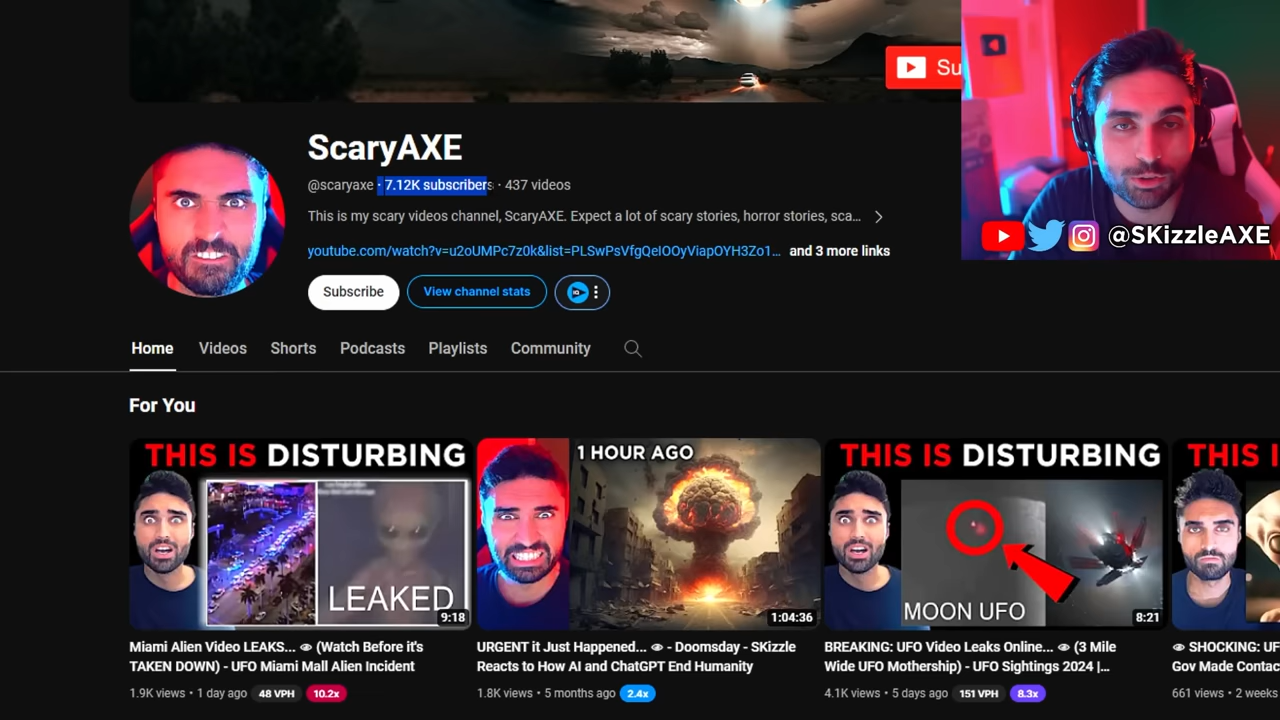 Su
ScaryAXE
@scaryaxe · 7.12K subscribers · 437 videos
This is my scary videos channel, ScaryAXE. Expect a lot of scary stories, horror stories, sca...
youtube.com/watch?v=u2oUMPc7z0k&list=PLSwPsVfgQeIOOyViapOYH3Zo1... and 3 more links
Subscribe
View channel stats
IQ
@SKizzleAXE
Home Videos Shorts Podcasts Playlists Community
For You
THIS IS DISTURBING
LEAKED
9:18
Miami Alien Video LEAKS... 👁 (Watch Before it's
TAKEN DOWN) - UFO Miami Mall Alien Incident
1.9K views • 1 day ago 48 VPH 10.2x
1 HOUR AGO
1:04:36
URGENT it Just Happened... 👁 - Doomsday - SKizzle
Reacts to How AI and ChatGPT End Humanity
1.8K views • 5 months ago 2.4x
THIS IS DISTURBING
MOON UFO
8:21
BREAKING: UFO Video Leaks Online... 👁 (3 Mile
Wide UFO Mothership) - UFO Sightings 2024 |...
4.1K views • 5 days ago 151 VPH 8.3x
THIS I
👁 SHOCKING: UF
Gov Made Contac
661 views • 2 weeks